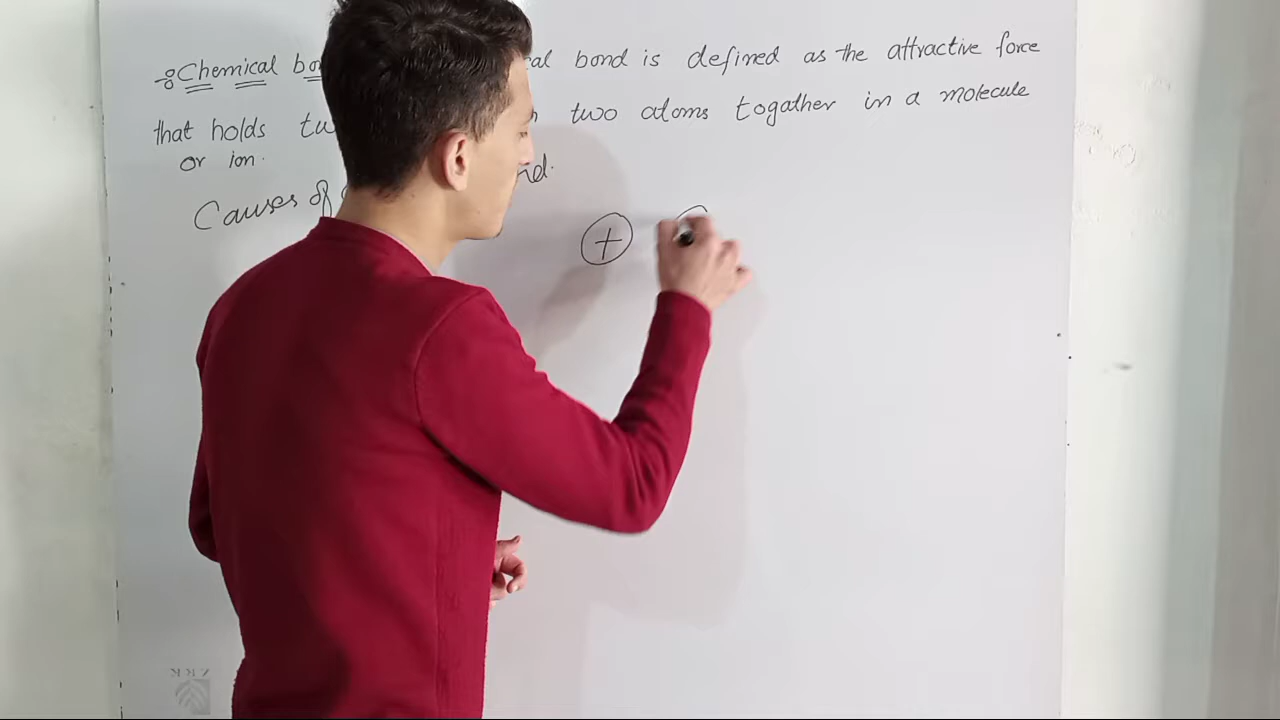 Chemical bo al bond is defined as the attractive force
that holds tw two atoms togather in a molecule
or ion.
Causes of nd.
+
ZRK